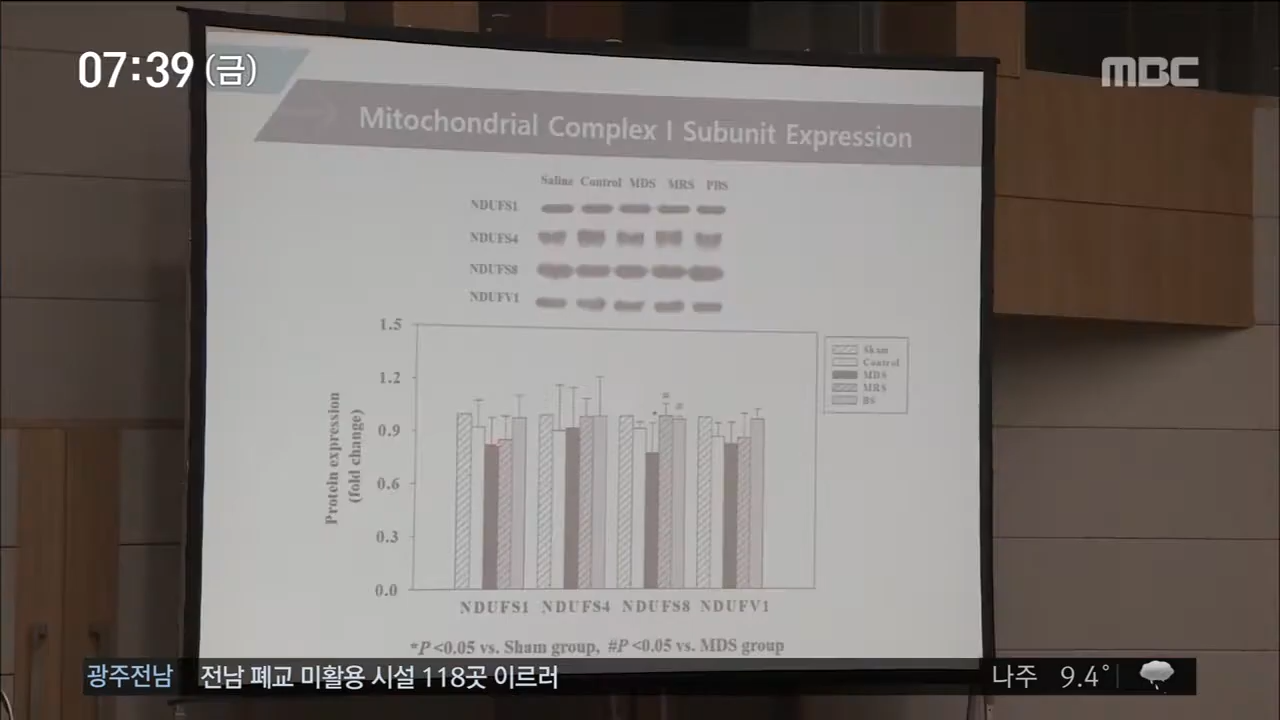 07:39 (금)
MBC
Mitochondrial Complex I Subunit Expression
Saline Control MDS MRS PBS
NDUFS1
NDUFS4
NDUFS8
NDUFV1
1.5
1.2
0.9
0.6
0.3
0.0
Protein expression
(fold change)
Sham
Control
MDS
MRS
BS
* # #
NDUFS1 NDUFS4 NDUFS8 NDUFV1
*P <0.05 vs. Sham group, #P <0.05 vs. MDS group
광주전남 전남 폐교 미활용 시설 118곳 이르러 나주 9.4°